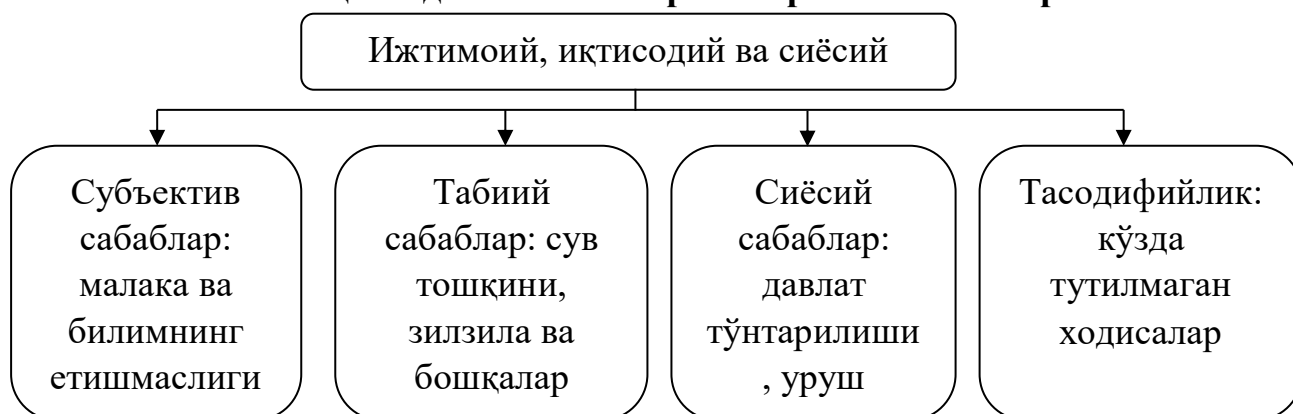 Ижтимоий, иқтисодий ва сиёсий
Субъектив
сабаблар:
малака ва
билимнинг
етишмаслиги
Табиий
сабаблар: сув
тошқини,
зилзила ва
бошқалар
Сиёсий
сабаблар:
давлат
тўнтарилиши
, уруш
Тасодифийлик:
кўзда
тутилмаган
ходисалар